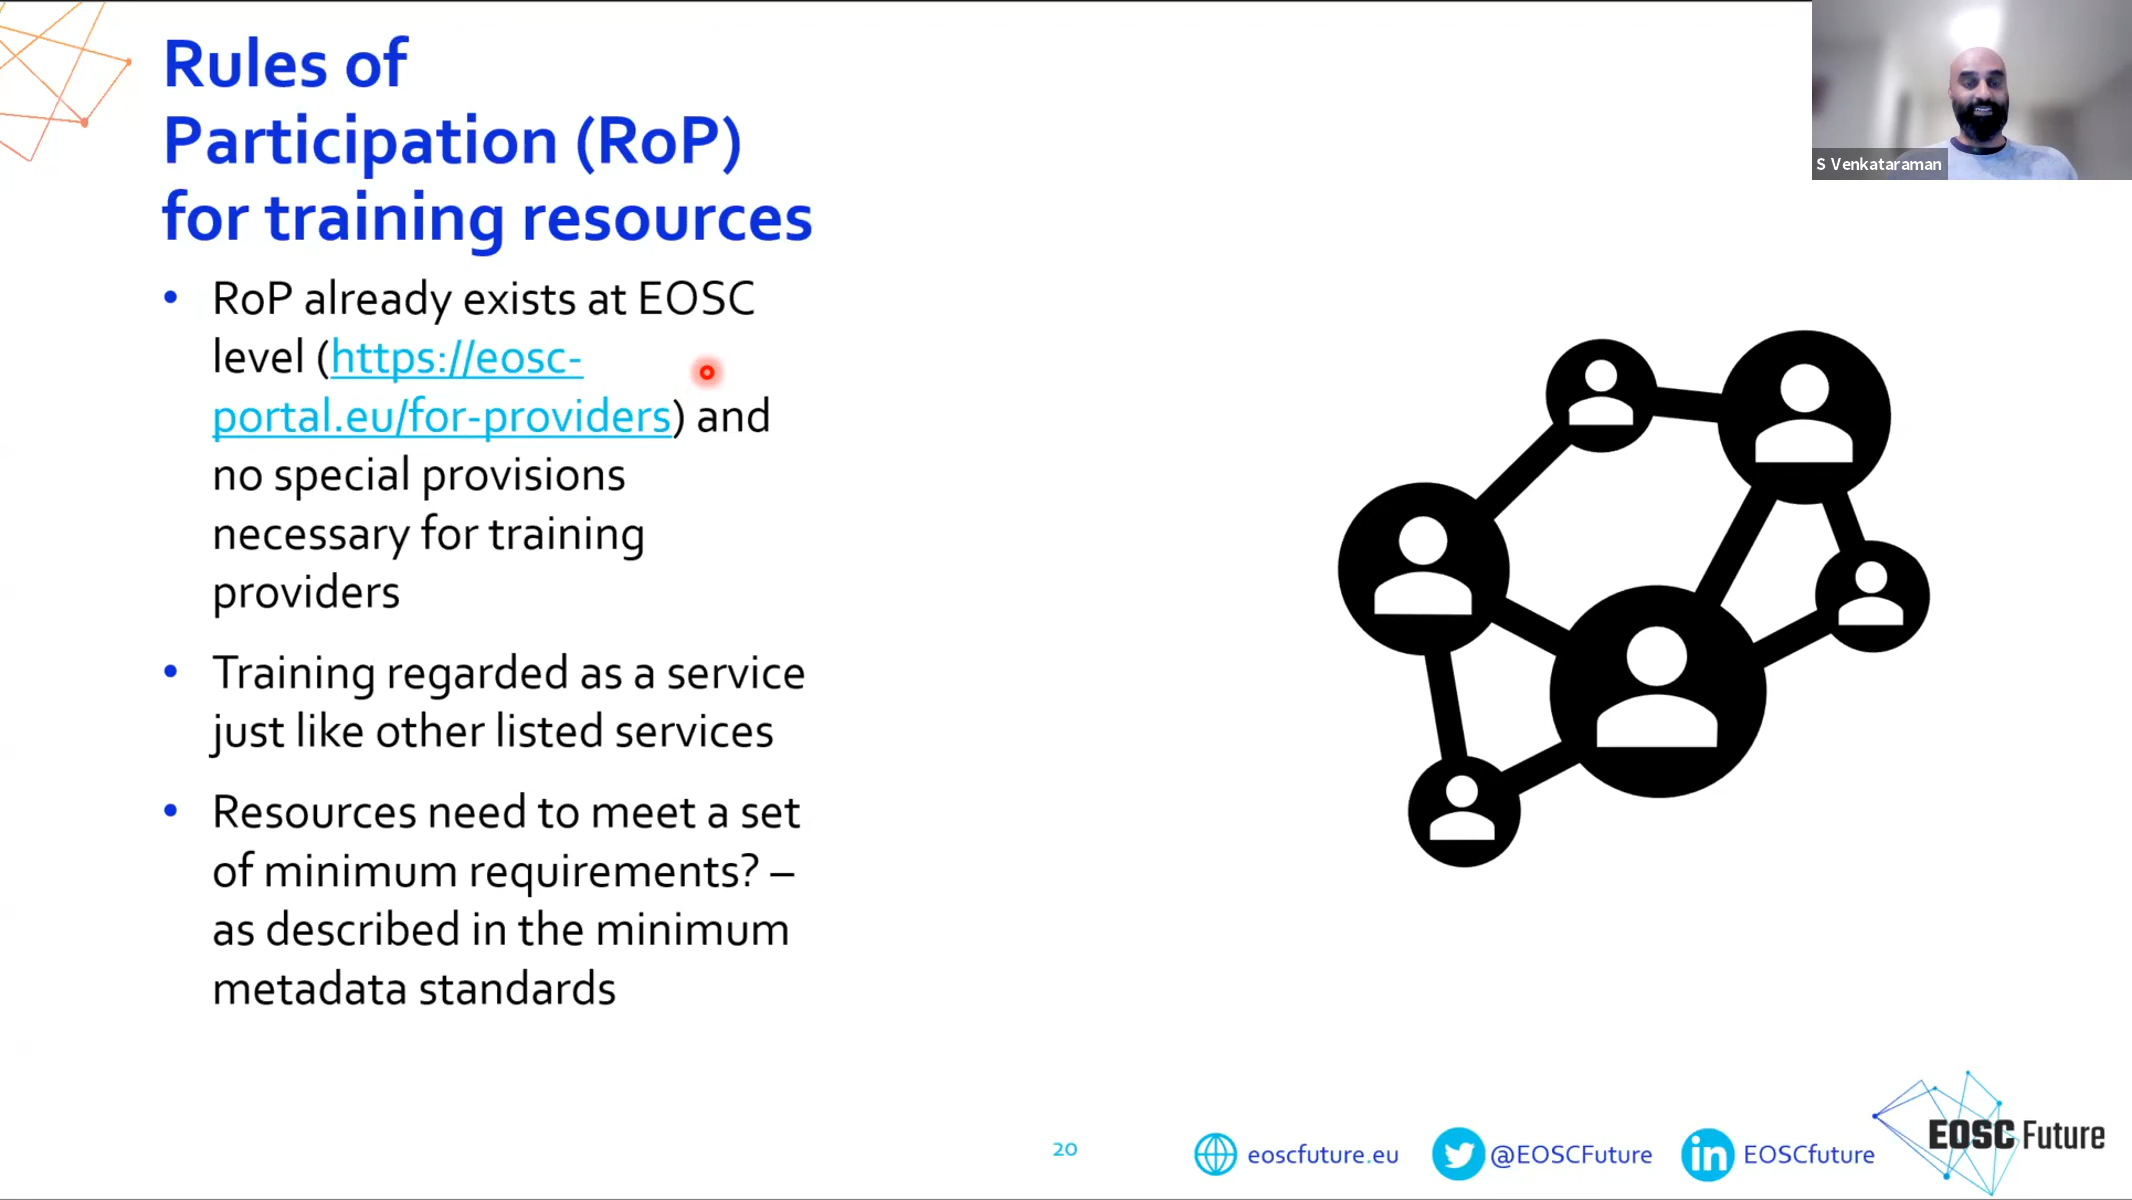 Rules of
Participation (RoP)
for training resources
• RoP already exists at EOSC
level (https://eosc-
portal.eu/for-providers) and
no special provisions
necessary for training
providers
• Training regarded as a service
just like other listed services
• Resources need to meet a set
of minimum requirements? –
as described in the minimum
metadata standards
S Venkataraman
20
eoscfuture.eu
@EOSCFuture
in
EOSCfuture
EOSC Future